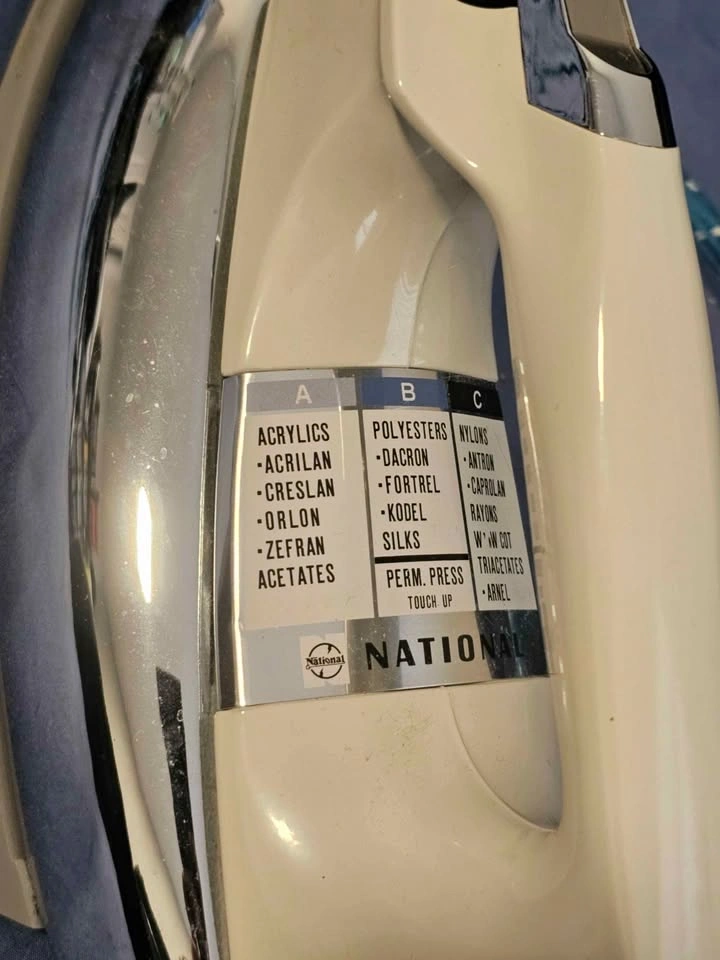 A
ACRYLICS
•ACRILAN
•CRESLAN
•ORLON
•ZEFRAN
ACETATES
B
POLYESTERS
•DACRON
•FORTREL
•KODEL
SILKS
PERM. PRESS
TOUCH UP
C
NYLONS
•ANTRON
•CAPROLAN
RAYONS
TRIACETATES
•ARNEL
National
NATIONAL